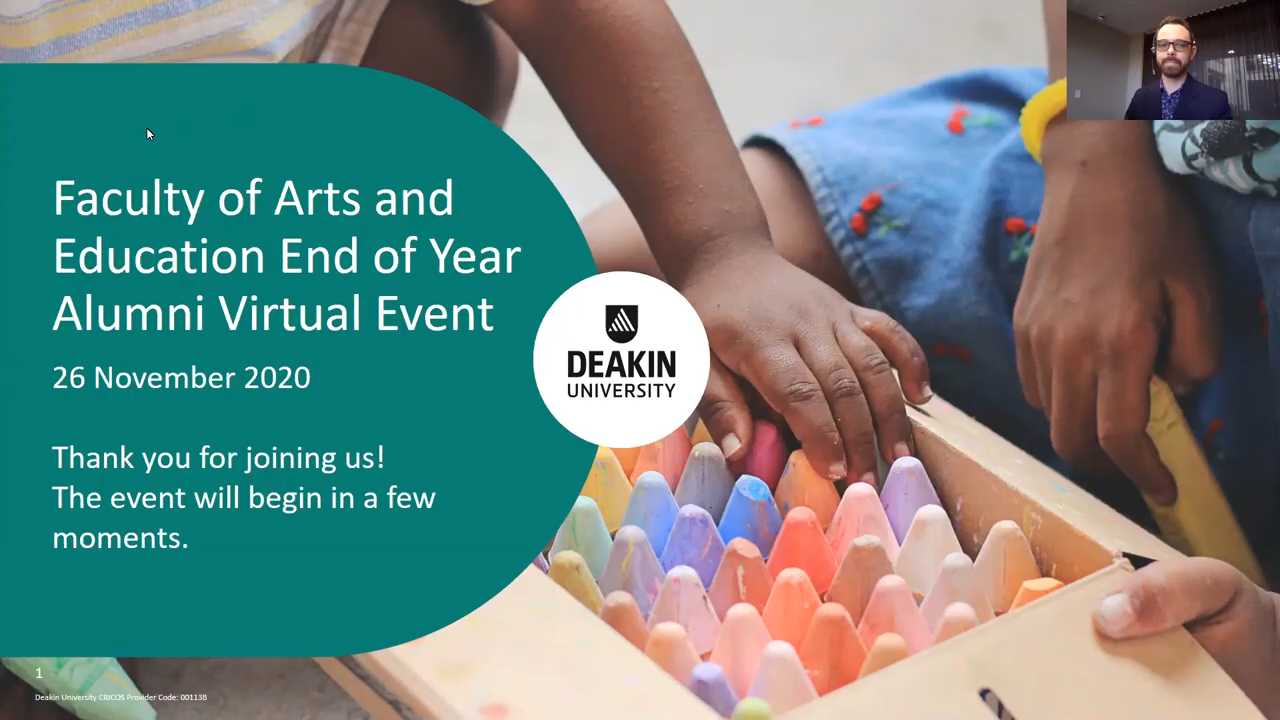 Faculty of Arts and
Education End of Year
Alumni Virtual Event
26 November 2020
Thank you for joining us!
The event will begin in a few
moments.
DEAKIN
UNIVERSITY
1
Deakin University CRICOS Provider Code: 00113B